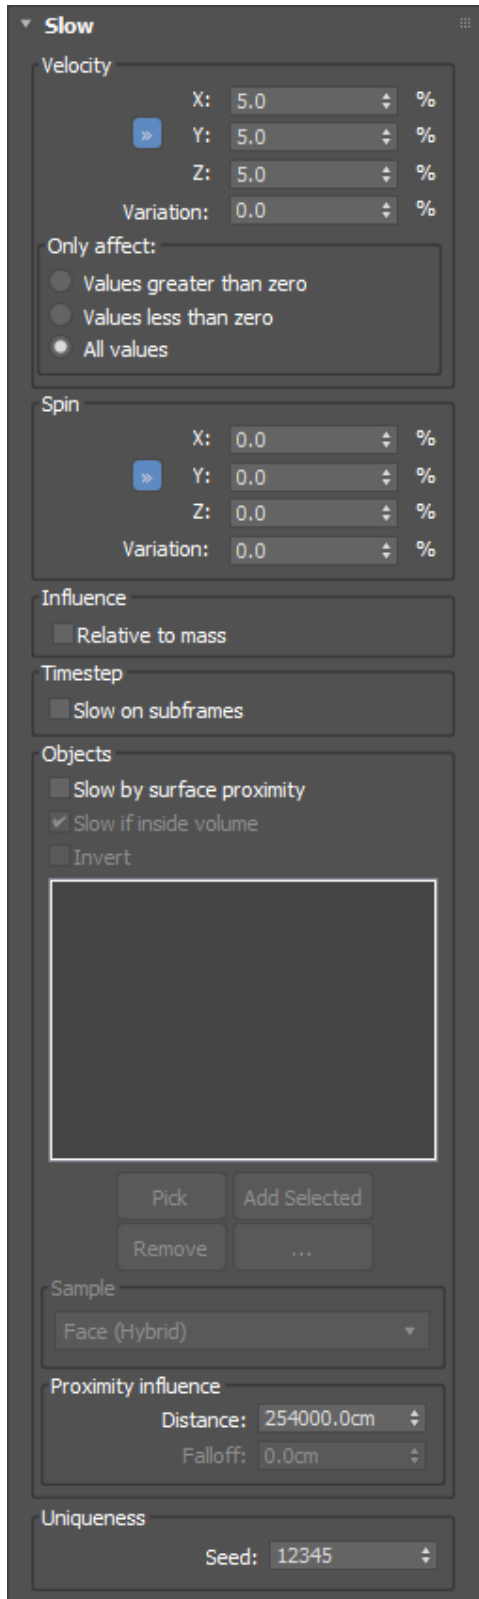 Slow
Velocity
X: 5.0 %
» Y: 5.0 %
Z: 5.0 %
Variation: 0.0 %
Only affect:
Values greater than zero
Values less than zero
All values
Spin
X: 0.0 %
» Y: 0.0 %
Z: 0.0 %
Variation: 0.0 %
Influence
Relative to mass
Timestep
Slow on subframes
Objects
Slow by surface proximity
Slow if inside volume
Invert
Pick Add Selected
Remove ...
Sample
Face (Hybrid)
Proximity influence
Distance: 254000.0cm
Falloff: 0.0cm
Uniqueness
Seed: 12345